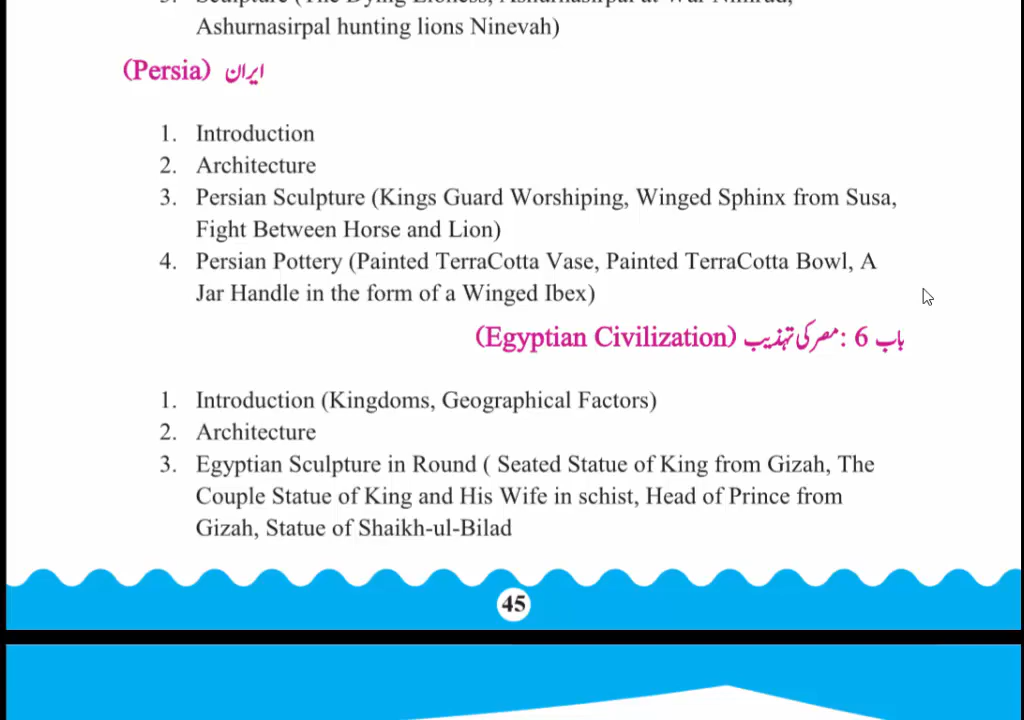 Ashurnasirpal hunting lions Ninevah)
ایران (Persia)
1. Introduction
2. Architecture
3. Persian Sculpture (Kings Guard Worshiping, Winged Sphinx from Susa,
Fight Between Horse and Lion)
4. Persian Pottery (Painted TerraCotta Vase, Painted TerraCotta Bowl, A
Jar Handle in the form of a Winged Ibex)
باب 6 : مصر کی تہذیب (Egyptian Civilization)
1. Introduction (Kingdoms, Geographical Factors)
2. Architecture
3. Egyptian Sculpture in Round ( Seated Statue of King from Gizah, The
Couple Statue of King and His Wife in schist, Head of Prince from
Gizah, Statue of Shaikh-ul-Bilad
45